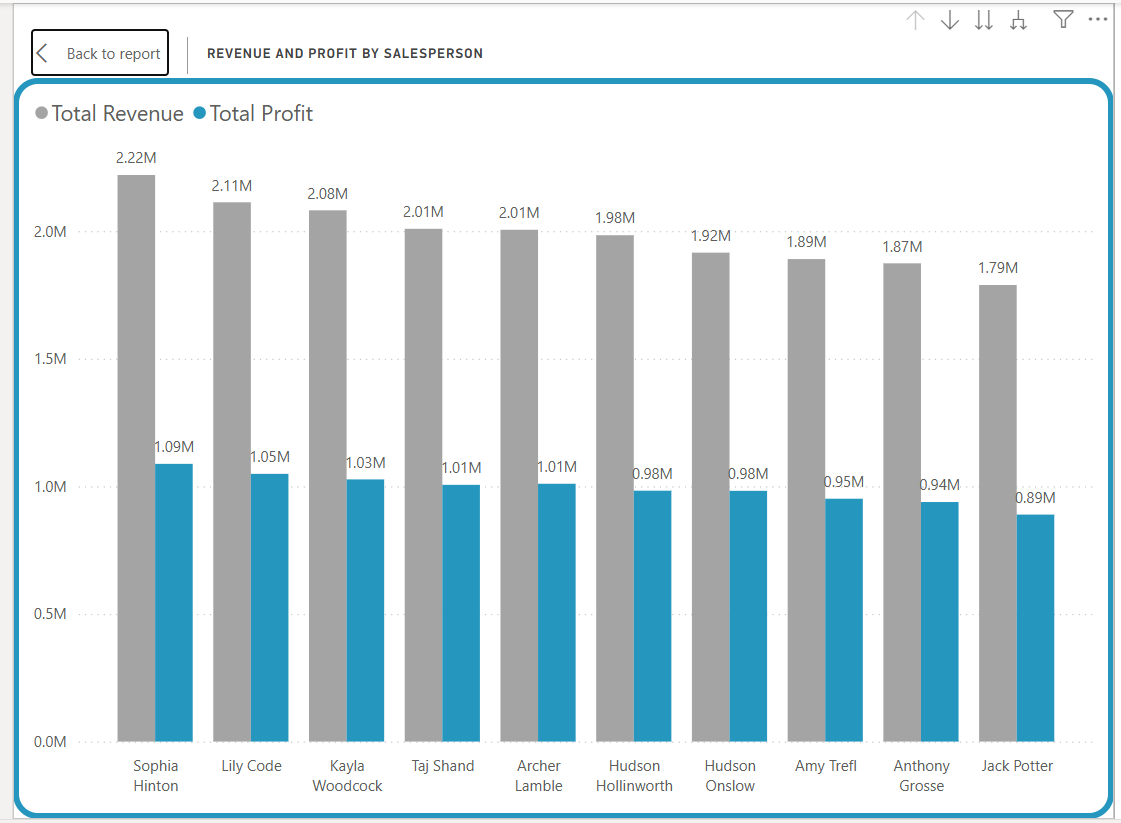 Back to report
REVENUE AND PROFIT BY SALESPERSON
Total Revenue Total Profit
2.22M
2.11M
2.08M
2.01M
2.01M
1.98M
1.92M
1.89M
1.87M
1.79M
2.0M
1.5M
1.09M
1.05M
1.03M
1.01M
1.01M
0.98M
0.98M
0.95M
0.94M
0.89M
1.0M
0.5M
0.0M
Sophia
Hinton
Lily Code
Kayla
Woodcock
Taj Shand
Archer
Lamble
Hudson
Hollinworth
Hudson
Onslow
Amy Trefl
Anthony
Grosse
Jack Potter